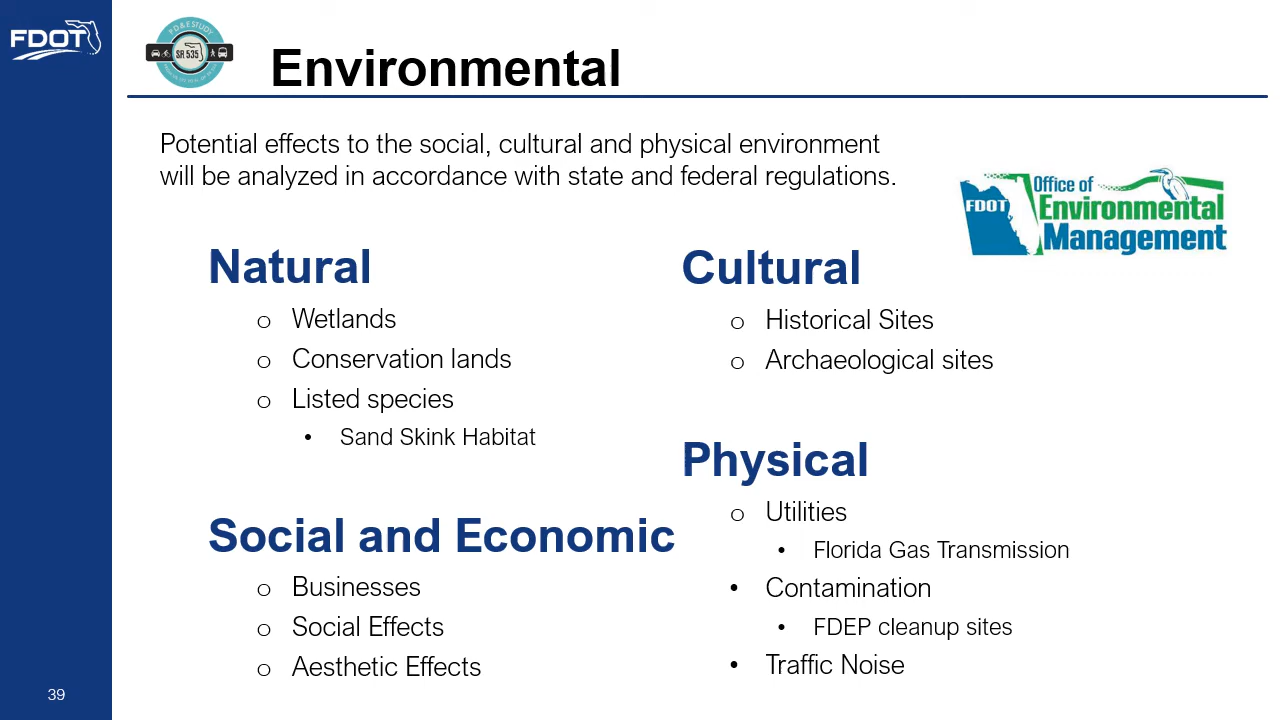 FDOT
P D & E STUDY
SR 535
Environmental
Potential effects to the social, cultural and physical environment
will be analyzed in accordance with state and federal regulations.
FDOT
Office of
Environmental
Management
Natural
o Wetlands
o Conservation lands
o Listed species
• Sand Skink Habitat
Social and Economic
o Businesses
o Social Effects
o Aesthetic Effects
Cultural
o Historical Sites
o Archaeological sites
Physical
o Utilities
• Florida Gas Transmission
• Contamination
• FDEP cleanup sites
• Traffic Noise
39